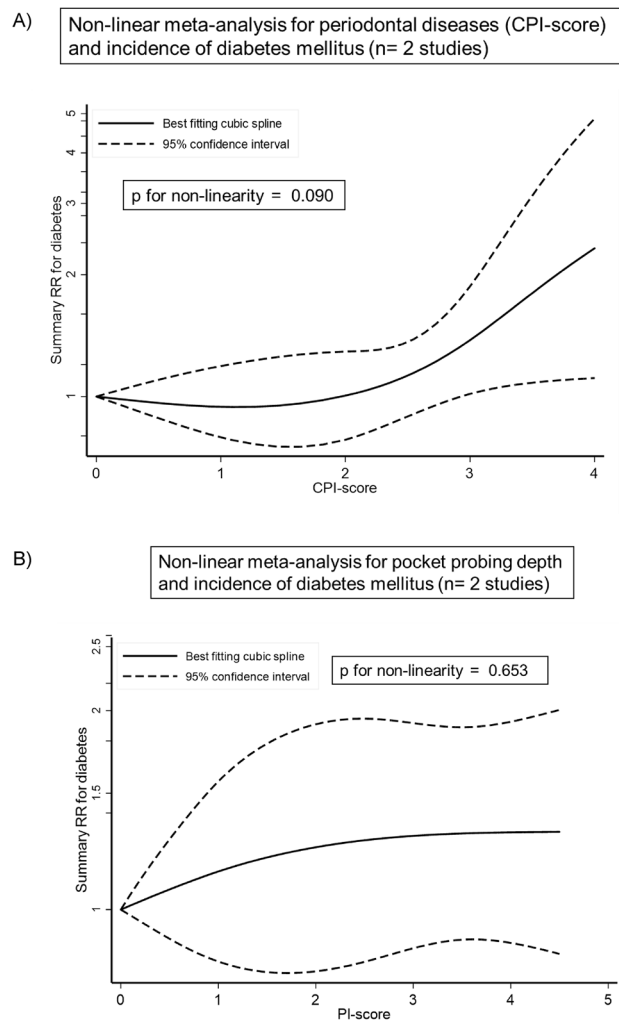 A)
Non-linear meta-analysis for periodontal diseases (CPI-score)
and incidence of diabetes mellitus (n= 2 studies)
Best fitting cubic spline
95% confidence interval
p for non-linearity = 0.090
Summary RR for diabetes
5
4
3
2
1
0
1
2
3
4
CPI-score
B)
Non-linear meta-analysis for pocket probing depth
and incidence of diabetes mellitus (n= 2 studies)
Best fitting cubic spline
95% confidence interval
p for non-linearity = 0.653
Summary RR for diabetes
2.5
2
1.5
1
0
1
2
3
4
5
PI-score